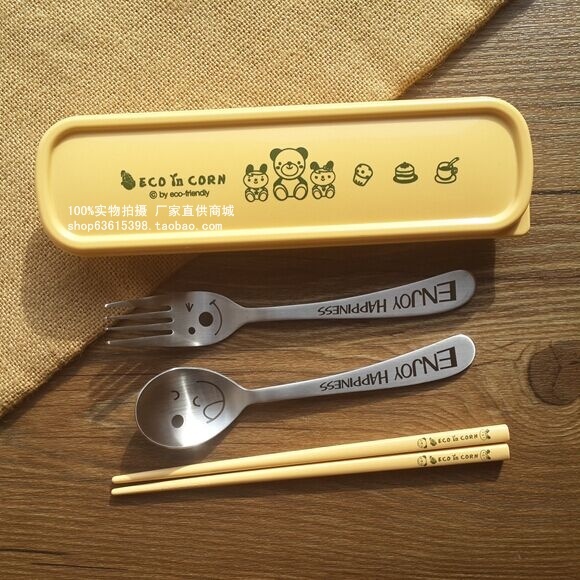 ECO in CORN
© by eco-friendly
100%实物拍摄 厂家直供商城
shop63615398.taobao.com
ENJOY HAPPINESS
ENJOY HAPPINESS
ECO in CORN
ECO in CORN